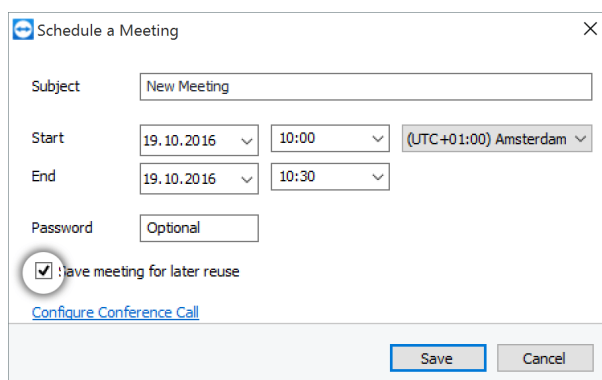 Schedule a Meeting
Subject New Meeting
Start 19.10.2016 10:00 (UTC+01:00) Amsterdam
End 19.10.2016 10:30
Password Optional
Save meeting for later reuse
Configure Conference Call
Save Cancel